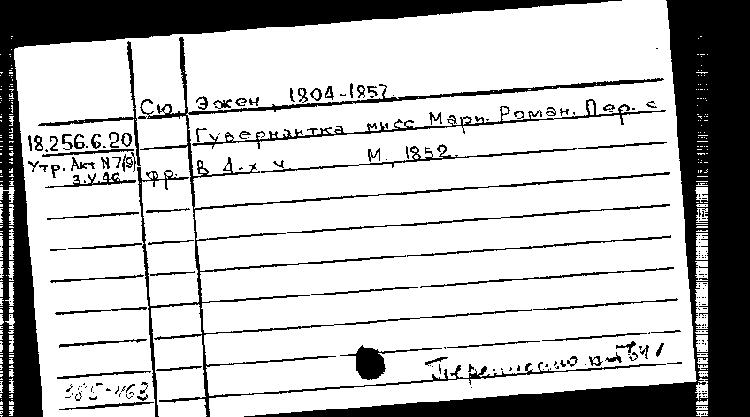 Сю, Эжен, 1804-1857.
18.256.6.20 Гувернантка мисс Мэри. Роман. Пер. с
Утр. Акт N 7(9) фр. В 4-х ч. М., 1852.
3.V.46
385-463 Переписано